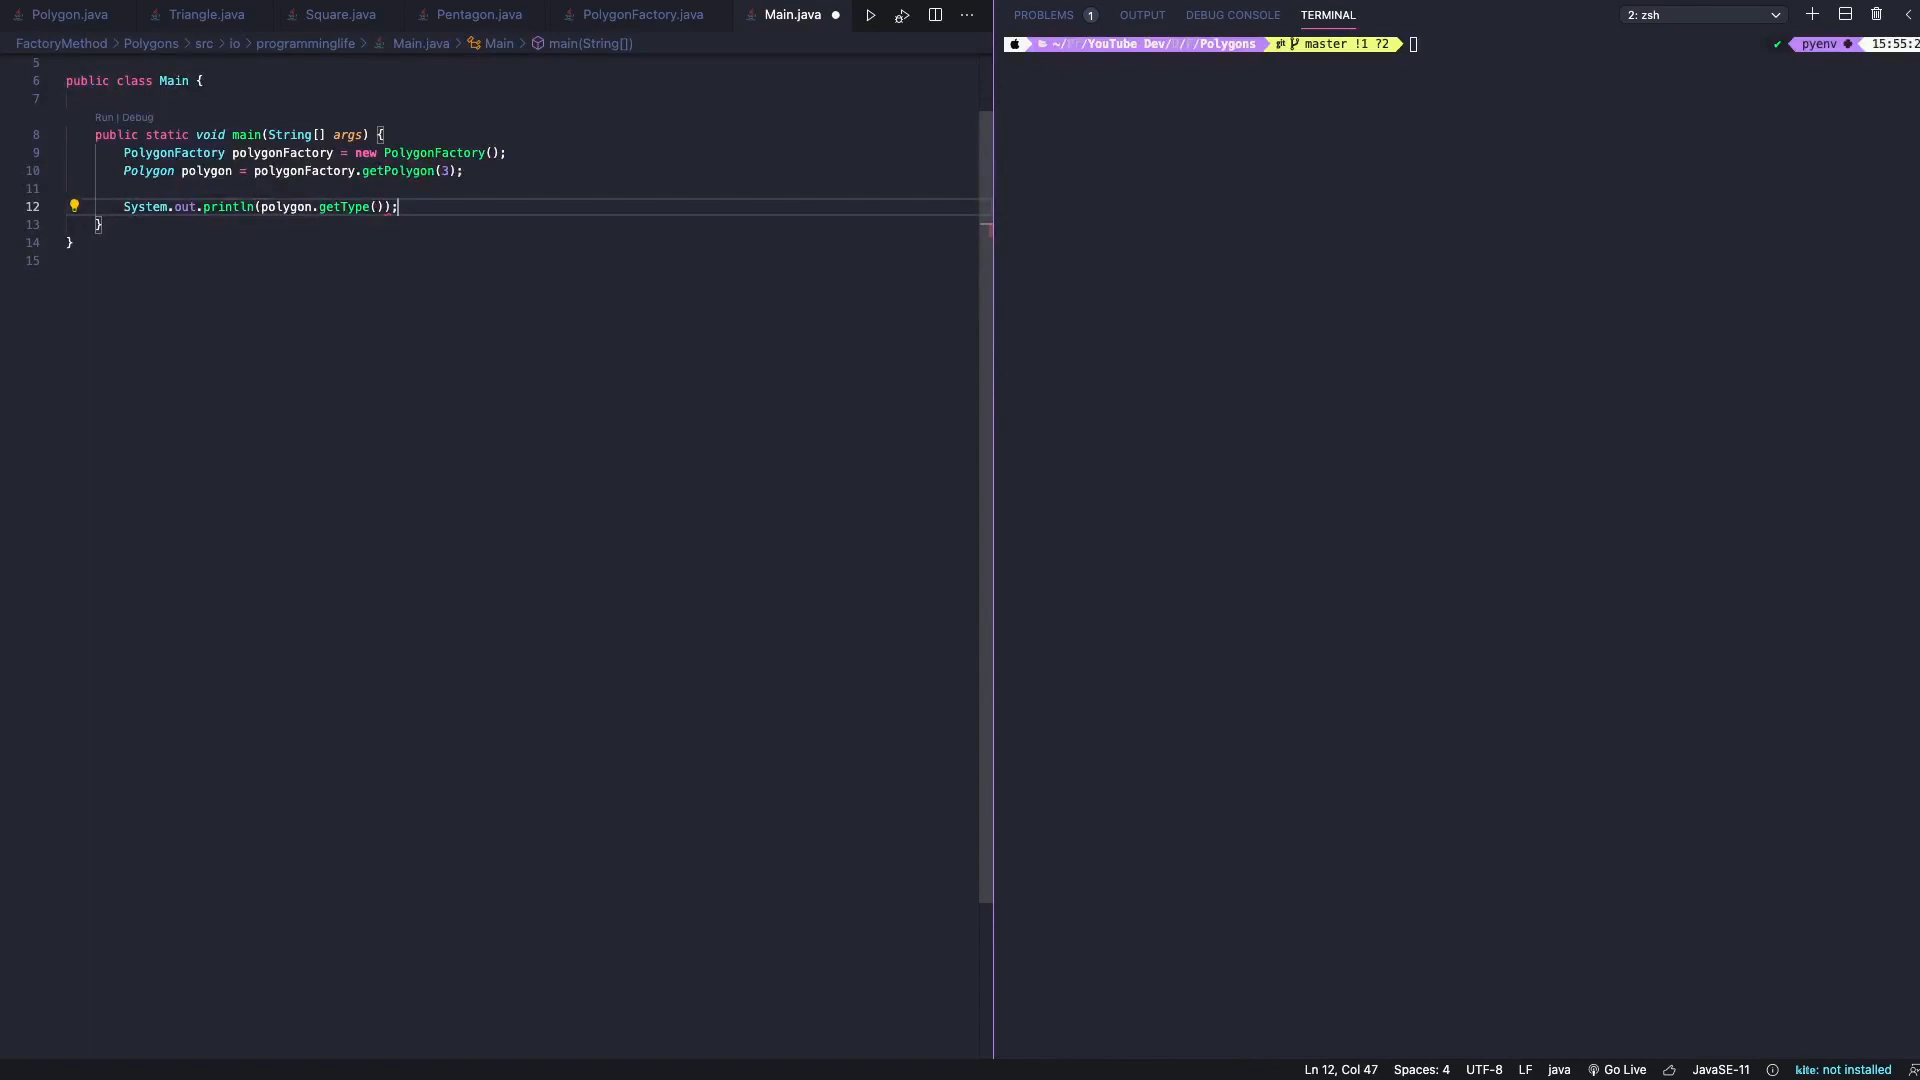 Polygon.java Triangle.java Square.java Pentagon.java PolygonFactory.java Main.java
FactoryMethod > Polygons > src > io > programminglife > Main.java > Main > main(String[])
5
6 public class Main {
7
Run | Debug
8 public static void main(String[] args) {
9 PolygonFactory polygonFactory = new PolygonFactory();
10 Polygon polygon = polygonFactory.getPolygon(3);
11
12 System.out.println(polygon.getType());
13 }
14 }
15
PROBLEMS 1 OUTPUT DEBUG CONSOLE TERMINAL 2: zsh
/YouTube Dev/ /Polygons git master !1 ?2 pyenv 15:55:2
Ln 12, Col 47 Spaces: 4 UTF-8 LF java Go Live JavaSE-11 kite: not installed